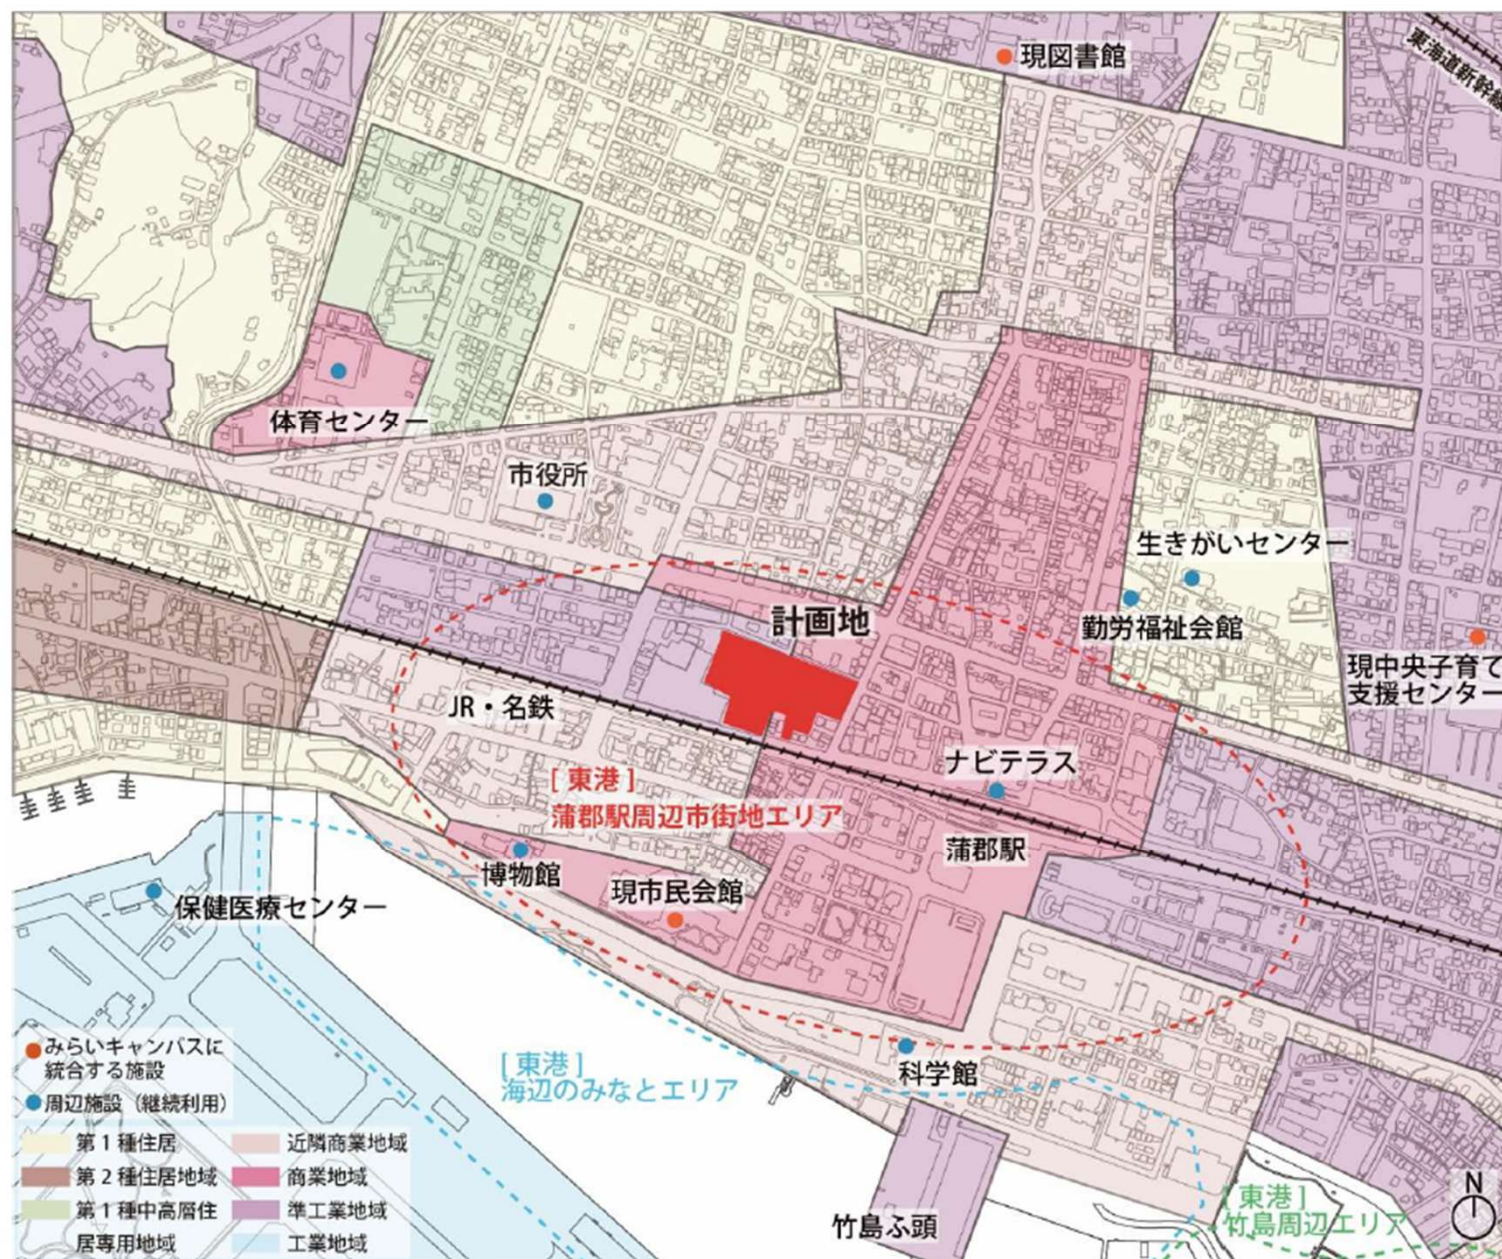 現図書館
東海道新幹線
体育センター
市役所
生きがいセンター
勤労福祉会館
計画地
現中央子育て
支援センター
JR・名鉄
ナビテラス
[ 東港 ]
蒲郡駅周辺市街地エリア
蒲郡駅
博物館
現市民会館
保健医療センター
[ 東港 ]
海辺のみなとエリア
科学館
みらいキャンバスに
統合する施設
周辺施設（継続利用）
第1種住居
近隣商業地域
第2種住居地域
商業地域
第1種中高層住
準工業地域
居専用地域
工業地域
竹島ふ頭
[ 東港 ]
竹島周辺エリア
N